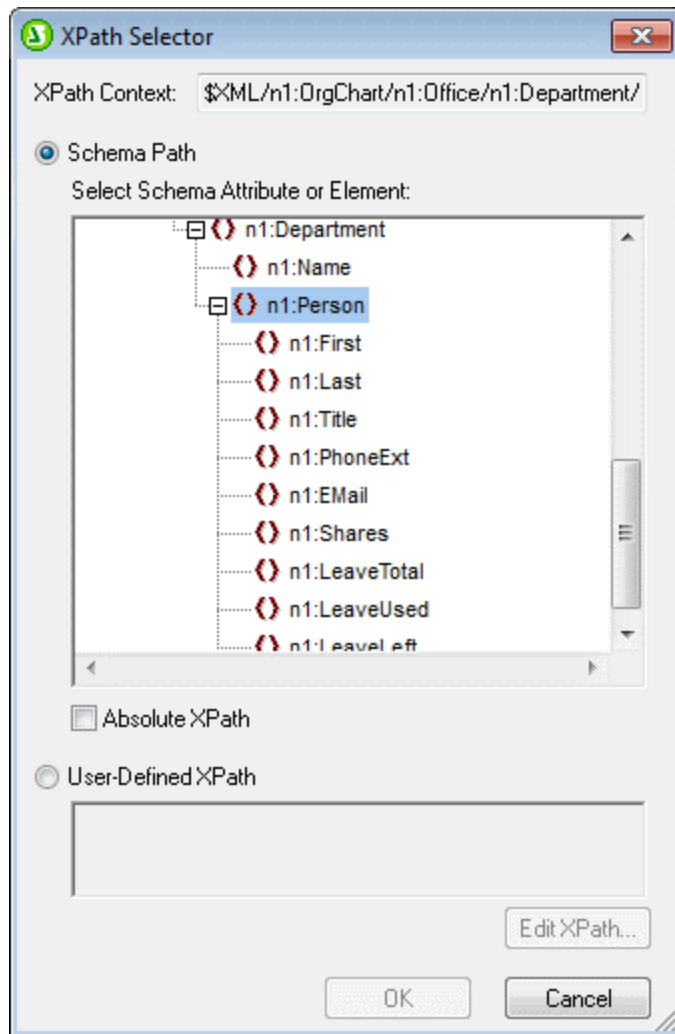 XPath Selector
XPath Context: $XML/n1:OrgChart/n1:Office/n1:Department/
Schema Path
Select Schema Attribute or Element:
n1:Department
n1:Name
n1:Person
n1:First
n1:Last
n1:Title
n1:PhoneExt
n1:EMail
n1:Shares
n1:LeaveTotal
n1:LeaveUsed
n1:LeaveLeft
Absolute XPath
User-Defined XPath
Edit XPath...
OK Cancel